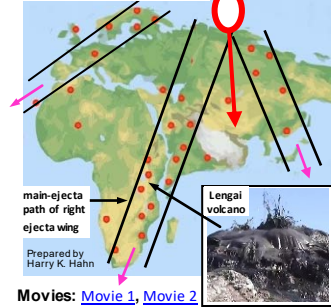 main-ejecta
path of right
ejecta wing
Lengai
volcano
Prepared by
Harry K. Hahn
Movies: Movie 1, Movie 2